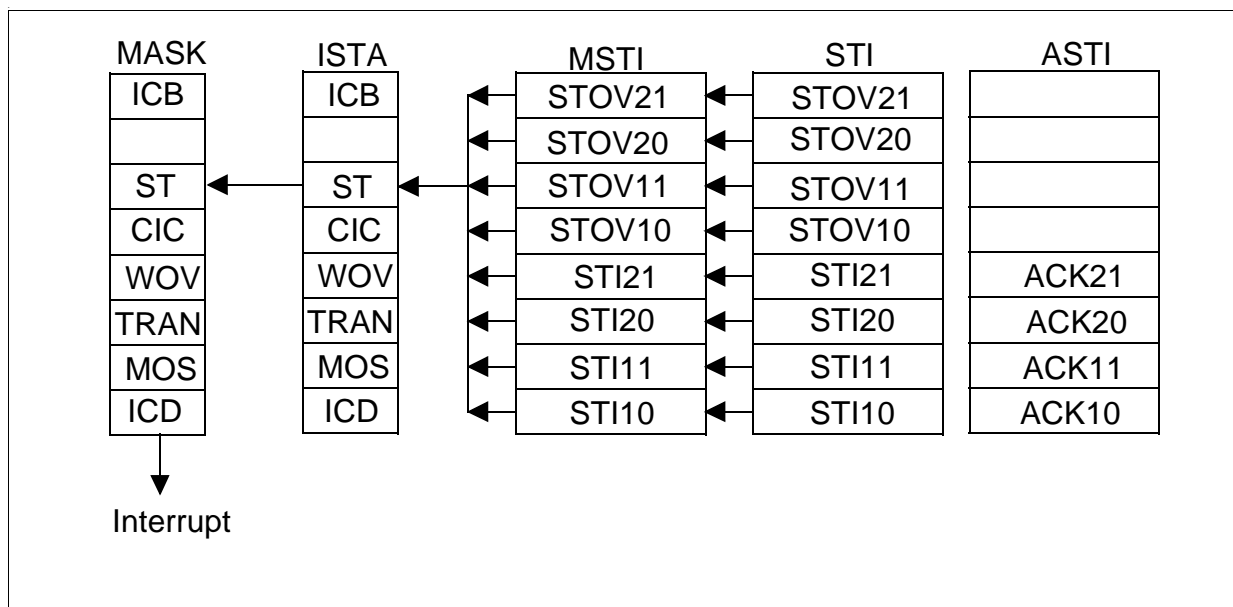 MASK ISTA MSTI STI ASTI
ICB ICB STOV21 STOV21
STOV20 STOV20
ST ST STOV11 STOV11
CIC CIC STOV10 STOV10
WOV WOV STI21 STI21 ACK21
TRAN TRAN STI20 STI20 ACK20
MOS MOS STI11 STI11 ACK11
ICD ICD STI10 STI10 ACK10
Interrupt